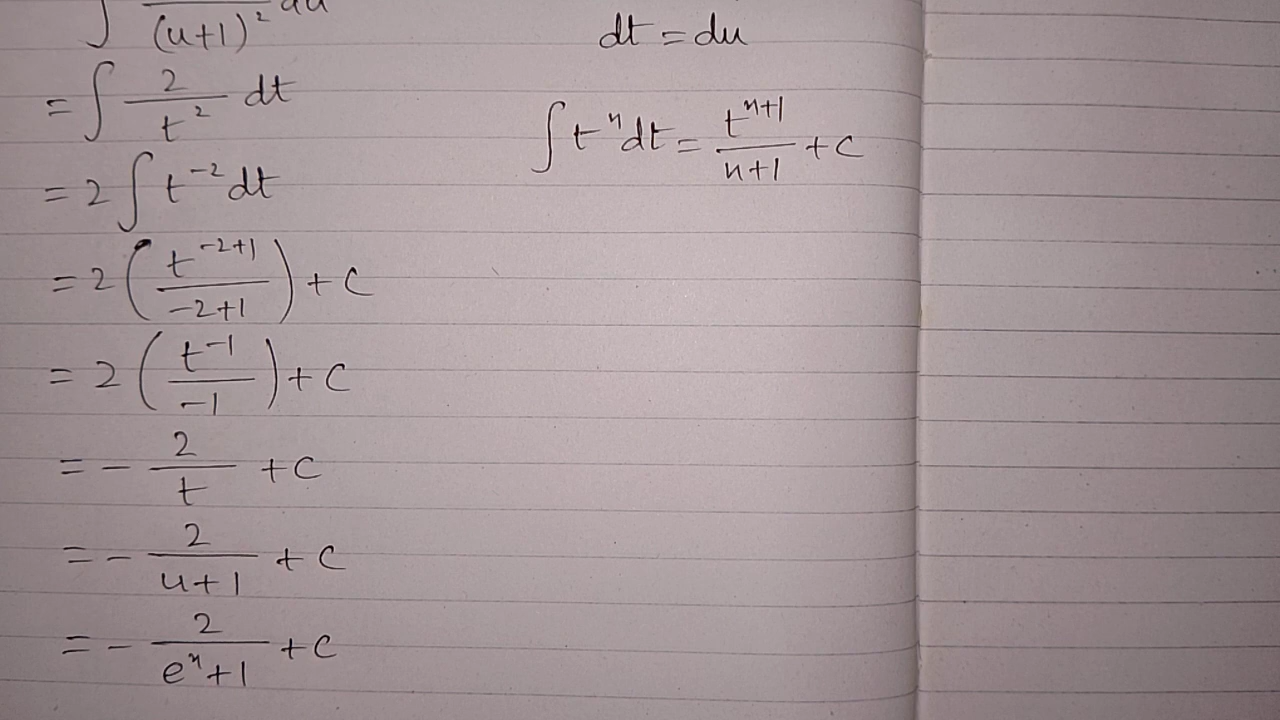 ∫ ―/(u+1)² du
dt = du
= ∫ 2/t² dt
∫ tⁿ dt = tⁿ⁺¹/n+1 + c
= 2 ∫ t⁻² dt
= 2 (t⁻²⁺¹/-2+1) + c
= 2 (t⁻¹/-1) + c
= - 2/t + c
= - 2/u+1 + c
= - 2/eˣ+1 + c